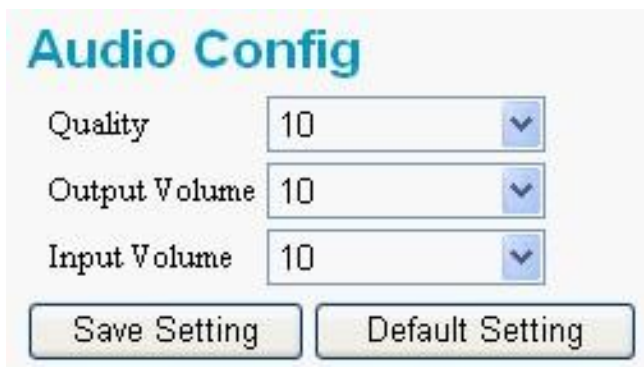 Audio Config
Quality 10
Output Volume 10
Input Volume 10
Save Setting Default Setting